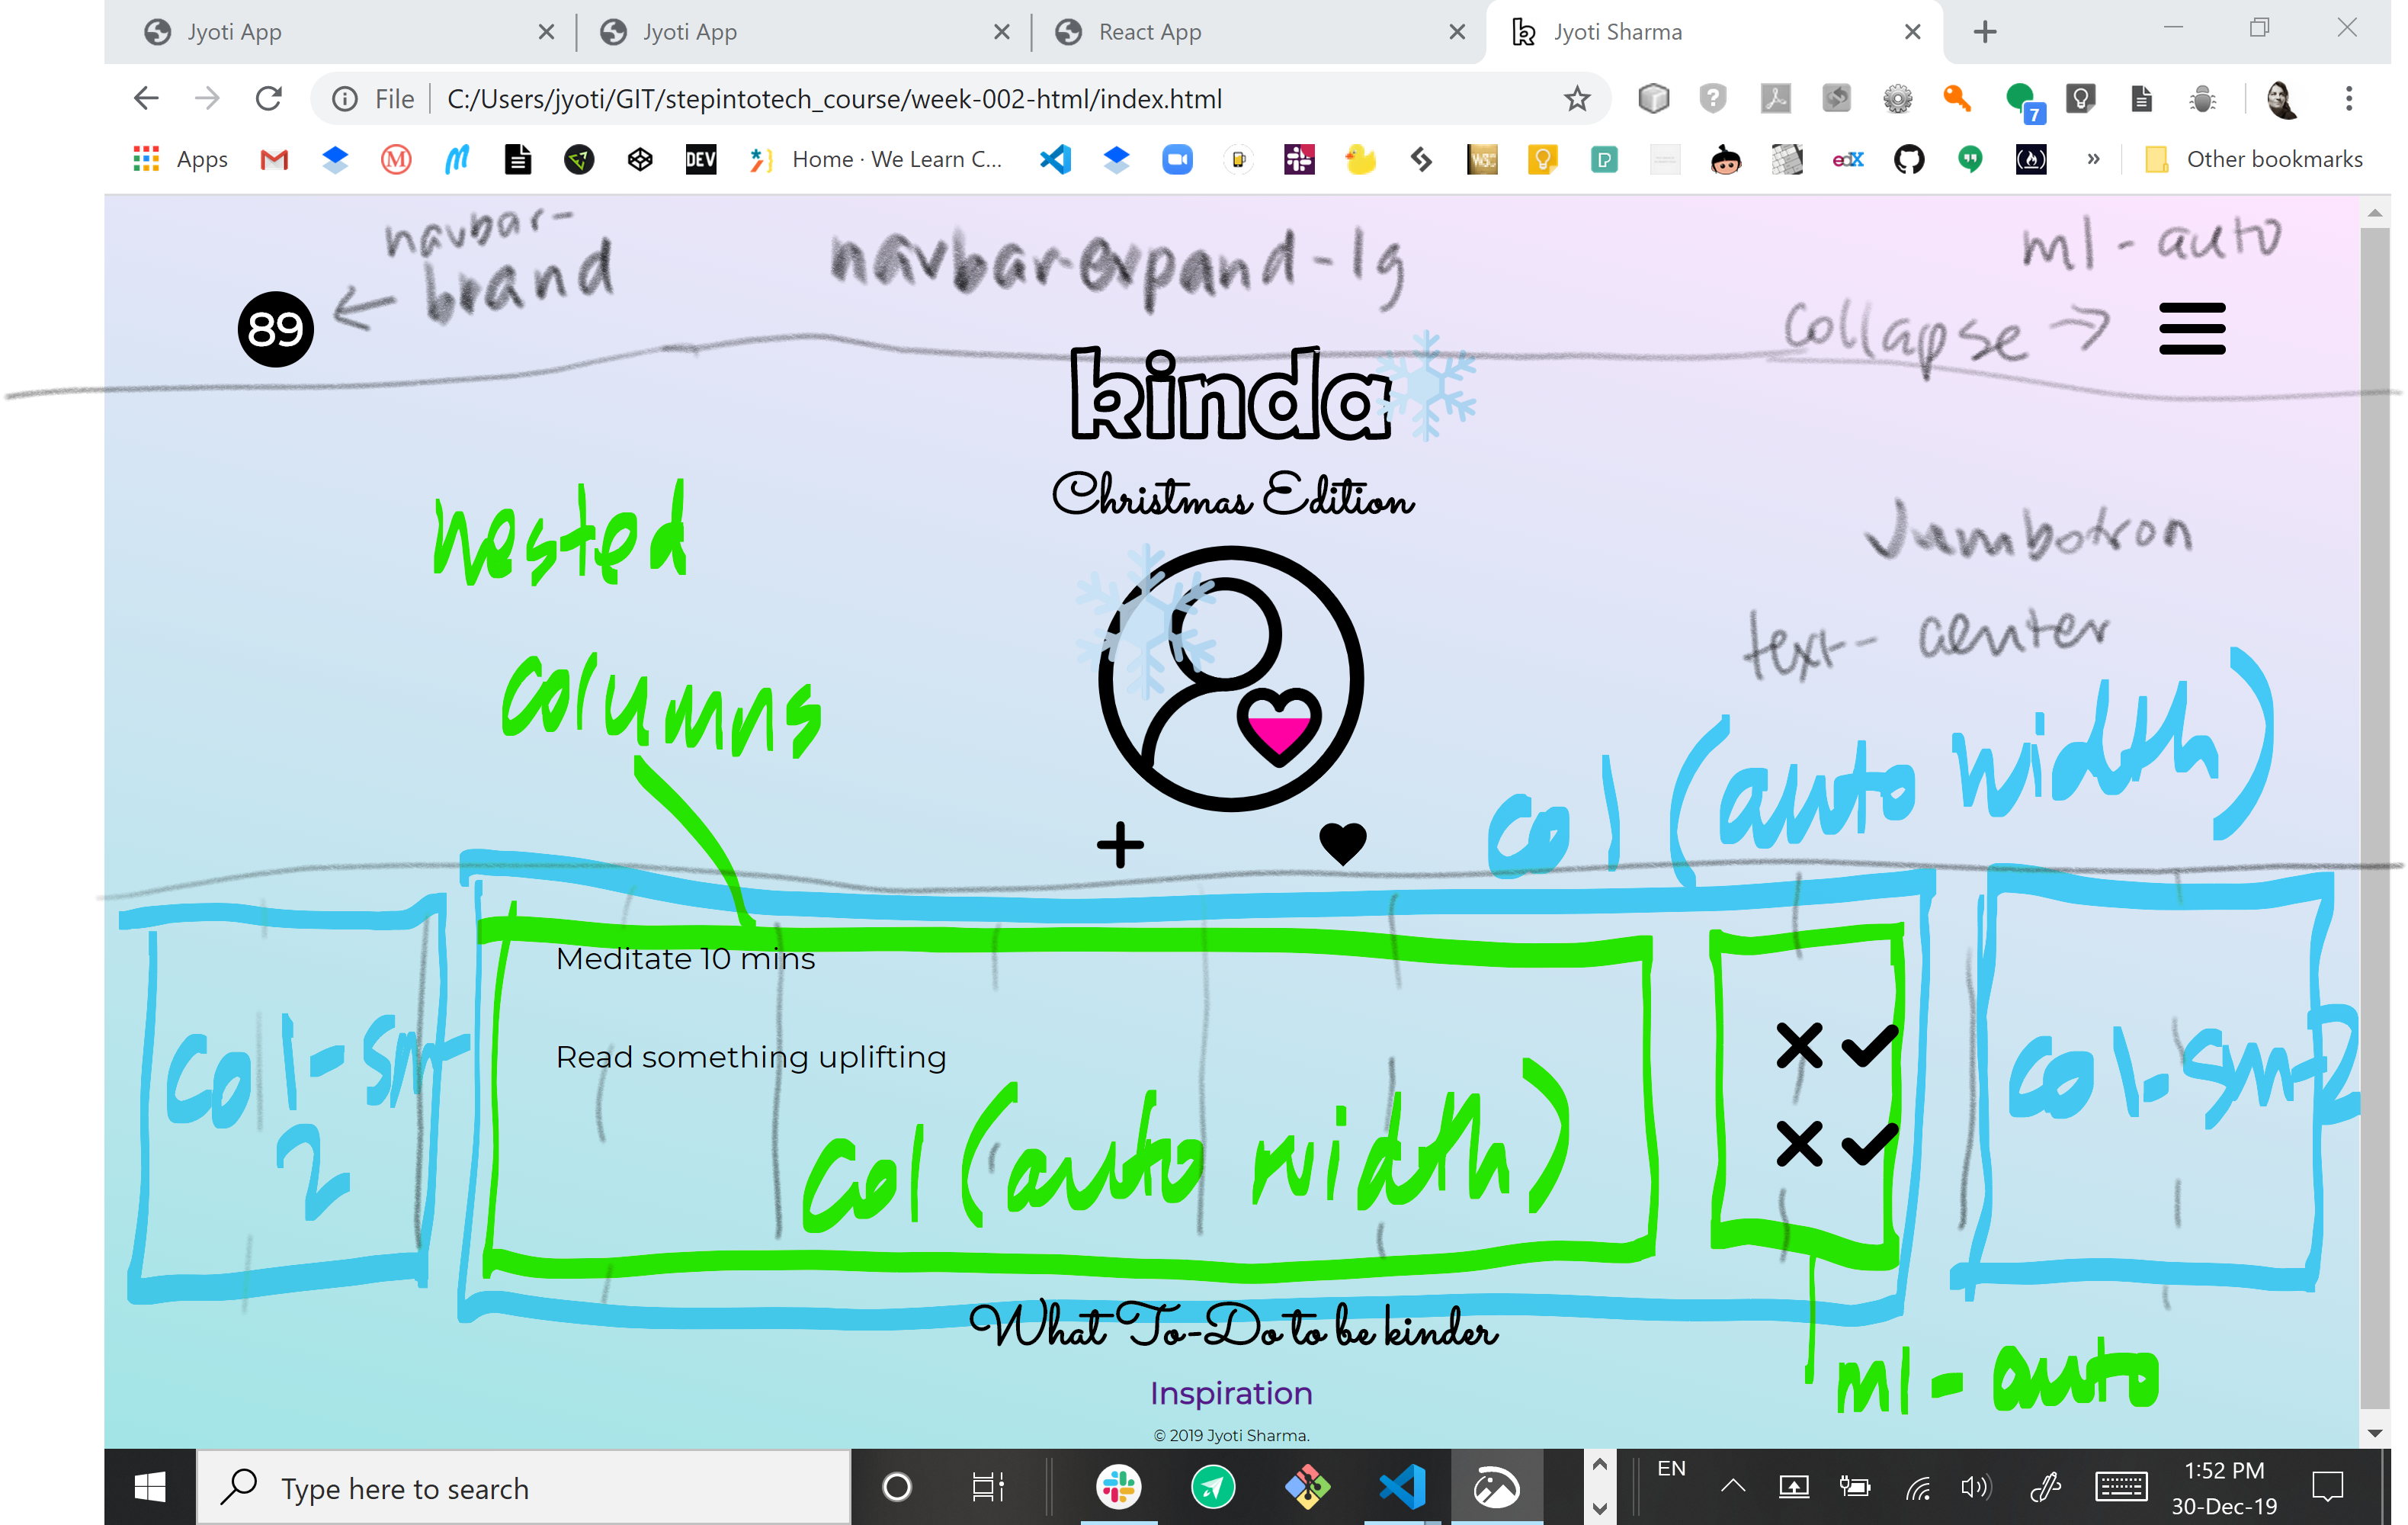 Jyoti App
Jyoti App
React App
Jyoti Sharma
File C:/Users/jyoti/GIT/stepintotech_course/week-002-html/index.html
7
Apps
DEV
Home · We Learn C...
edX
Other bookmarks
navbar-
brand
navbar-expand-lg
ml-auto
collapse
89
kinda
Christmas Edition
nested
columns
Jumbotron
text-center
col (auto width)
Meditate 10 mins
Read something uplifting
col-sm-
2
col (auto width)
col-sm-2
What To-Do to be kinder
ml-auto
Inspiration
© 2019 Jyoti Sharma.
Type here to search
EN
1:52 PM
30-Dec-19